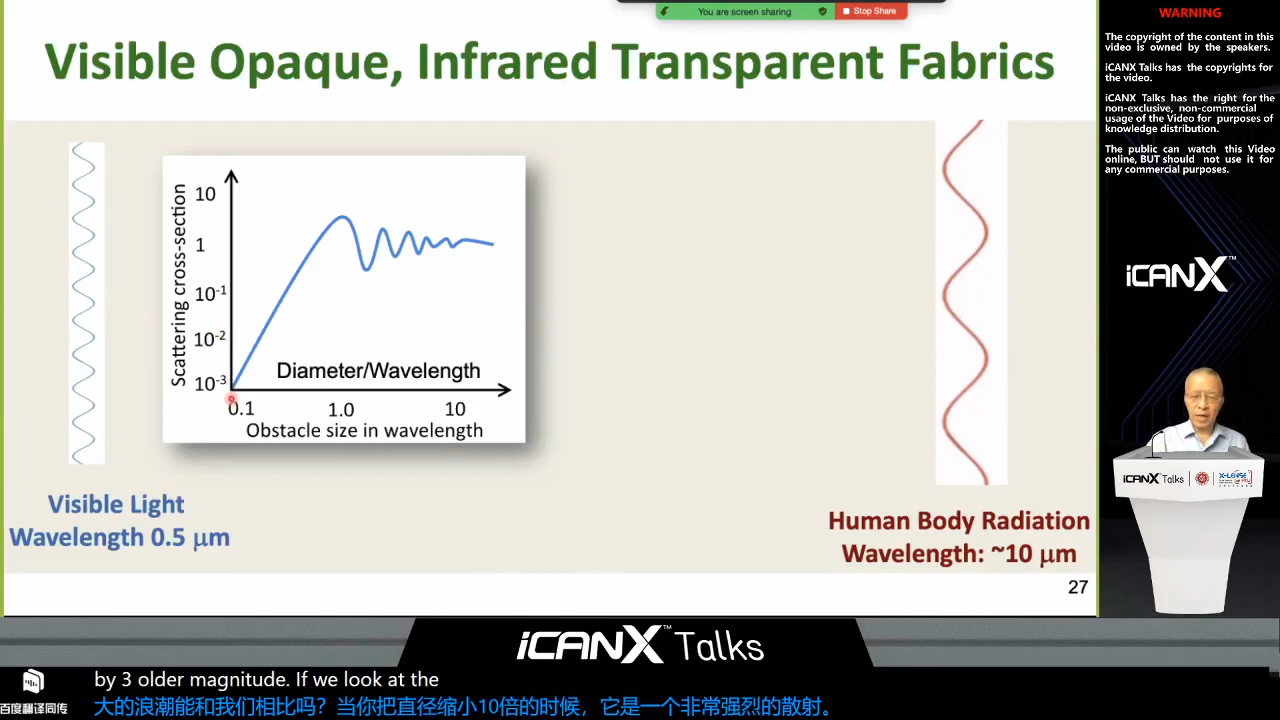 You are screen sharing
Stop Share
Visible Opaque, Infrared Transparent Fabrics
Scattering cross-section
10
1
10-1
10-2
10-3
Diameter/Wavelength
0.1
1.0
10
Obstacle size in wavelength
Visible Light
Wavelength 0.5 μm
Human Body Radiation
Wavelength: ~10 μm
27
WARNING
The copyright of the content in this
video is owned by the speakers.
iCANX Talks has the copyrights for
the video.
iCANX Talks has the right for the
non-exclusive, non-commercial
usage of the Video for purposes of
knowledge distribution.
The public can watch this Video
online, BUT should not use it for
any commercial purposes.
iCANX™
iCANX Talks
X-LENSE
iCANX™ Talks
百度翻译同传
by 3 older magnitude. If we look at the
大的浪潮能和我们相比吗？当你把直径缩小10倍的时候，它是一个非常强烈的散射。